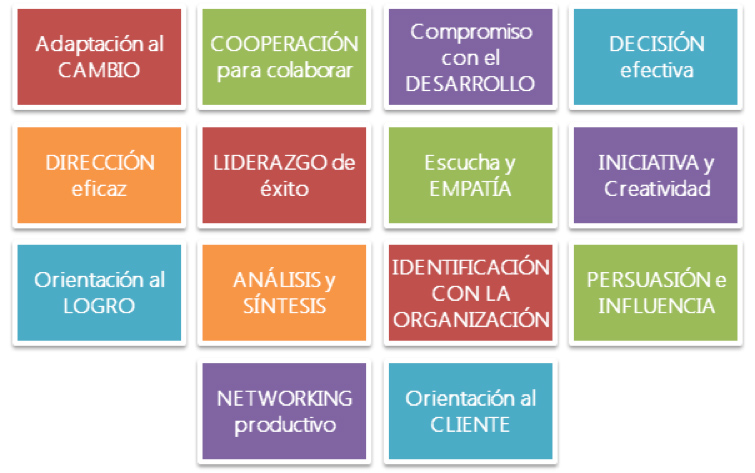 Adaptación al
CAMBIO
COOPERACIÓN
para colaborar
Compromiso
con el
DESARROLLO
DECISIÓN
efectiva
DIRECCIÓN
eficaz
LIDERAZGO de
éxito
Escucha y
EMPATÍA
INICIATIVA y
Creatividad
Orientación al
LOGRO
ANÁLISIS y
SÍNTESIS
IDENTIFICACIÓN
CON LA
ORGANIZACIÓN
PERSUASIÓN e
INFLUENCIA
NETWORKING
productivo
Orientación al
CLIENTE